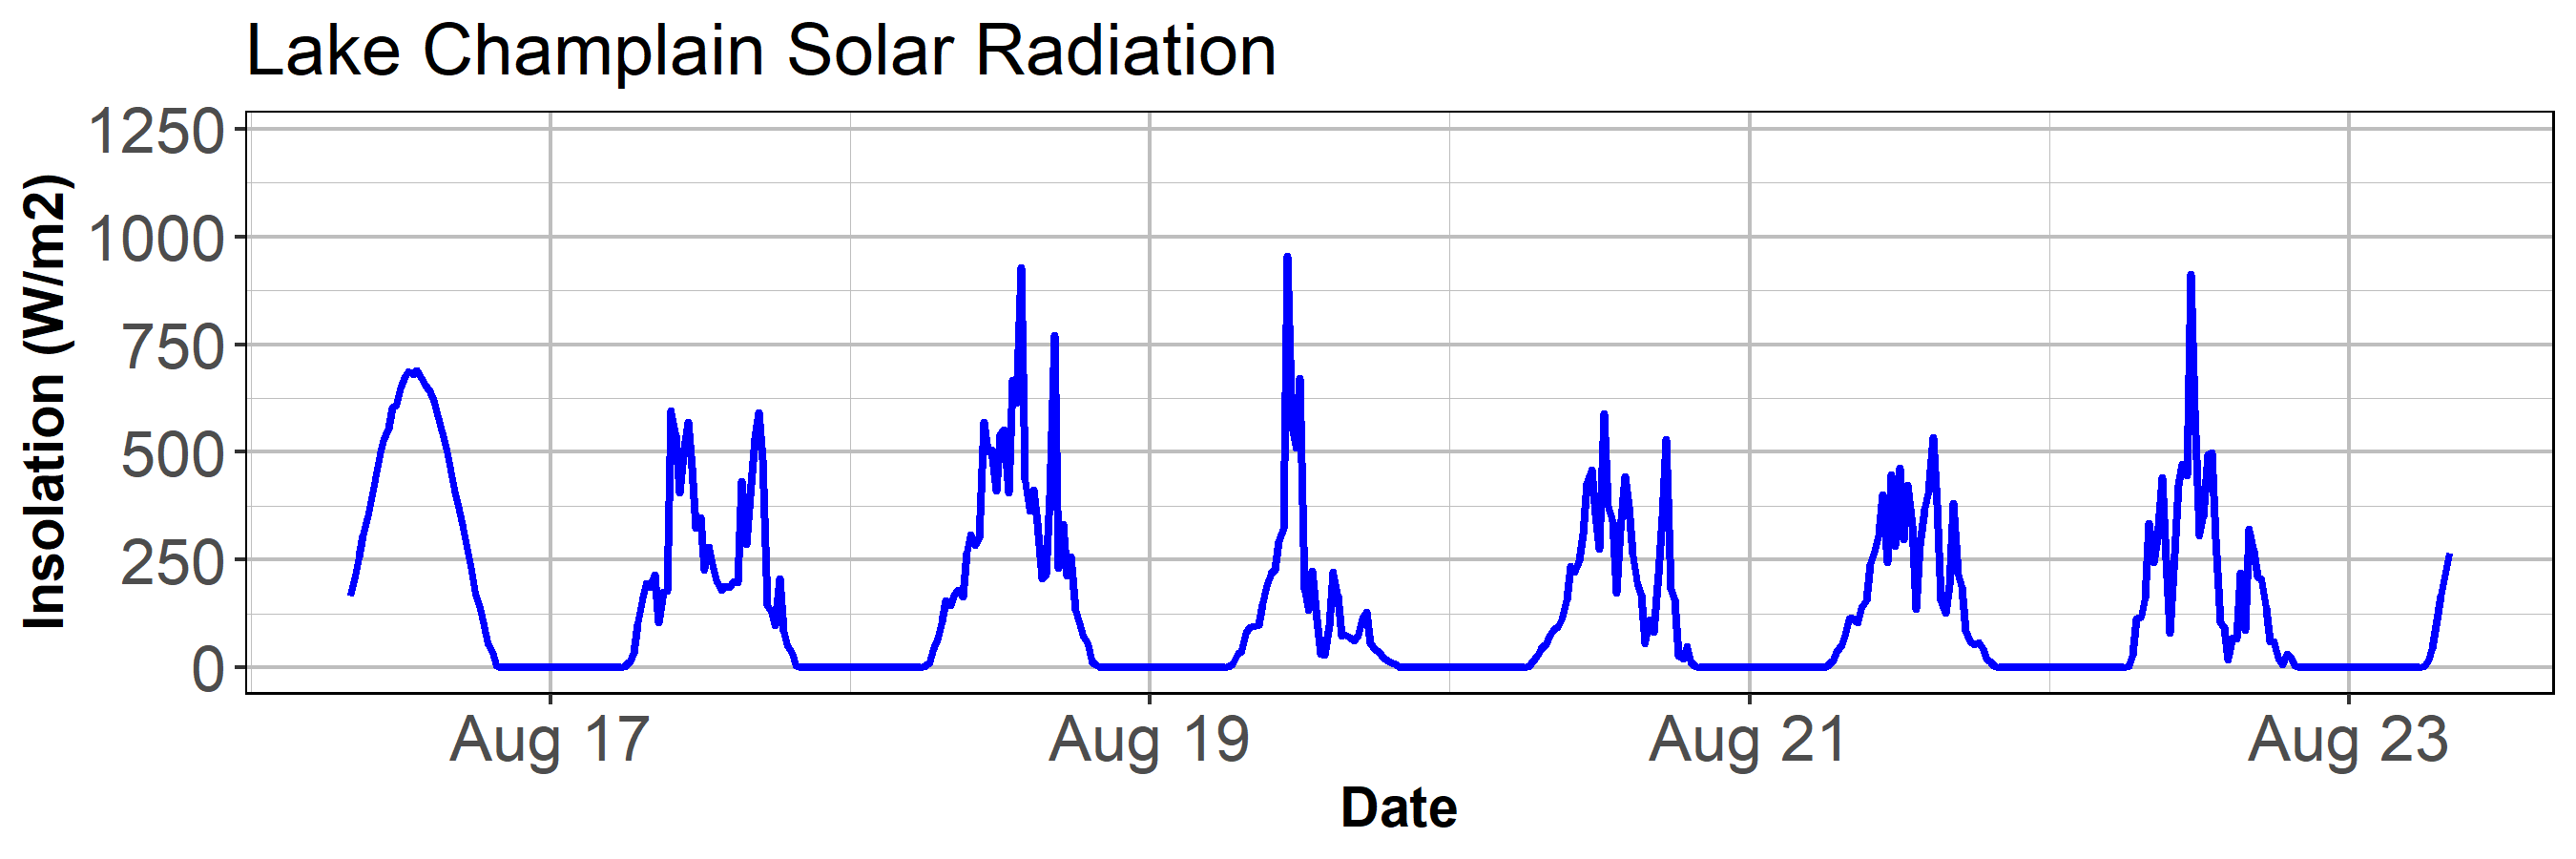 Lake Champlain Solar Radiation
1250
1000
750
500
250
0
Insolation (W/m2)
Aug 17 Aug 19 Aug 21 Aug 23
Date